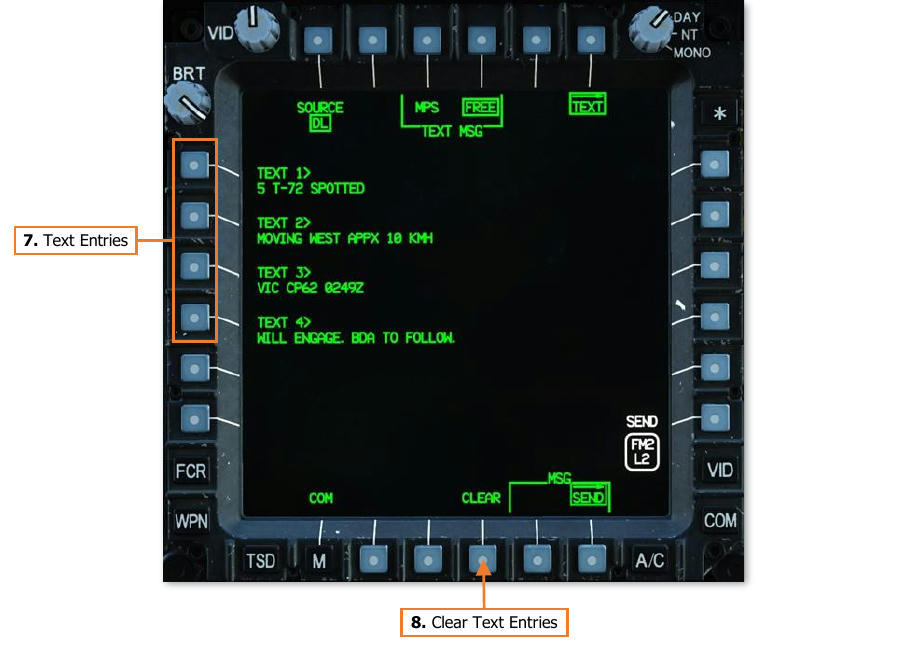 VID
DAY
NT
MONO
BRT
SOURCE
DL
MPS FREE
TEXT MSG
TEXT
*
TEXT 1>
5 T-72 SPOTTED
TEXT 2>
MOVING WEST APPX 10 KMH
7. Text Entries
TEXT 3>
VIC CP62 0249Z
TEXT 4>
WILL ENGAGE. BDA TO FOLLOW.
SEND
FM2
L2
FCR
VID
MSG
COM CLEAR SEND
WPN
COM
TSD M A/C
8. Clear Text Entries